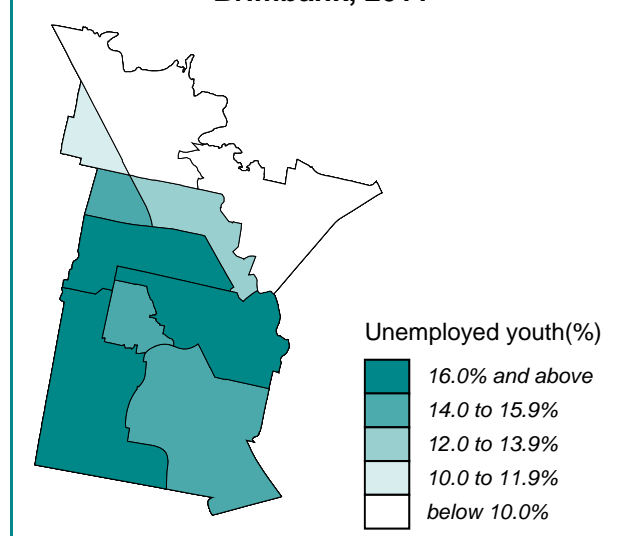 Unemployed youth(%)
16.0% and above
14.0 to 15.9%
12.0 to 13.9%
10.0 to 11.9%
below 10.0%